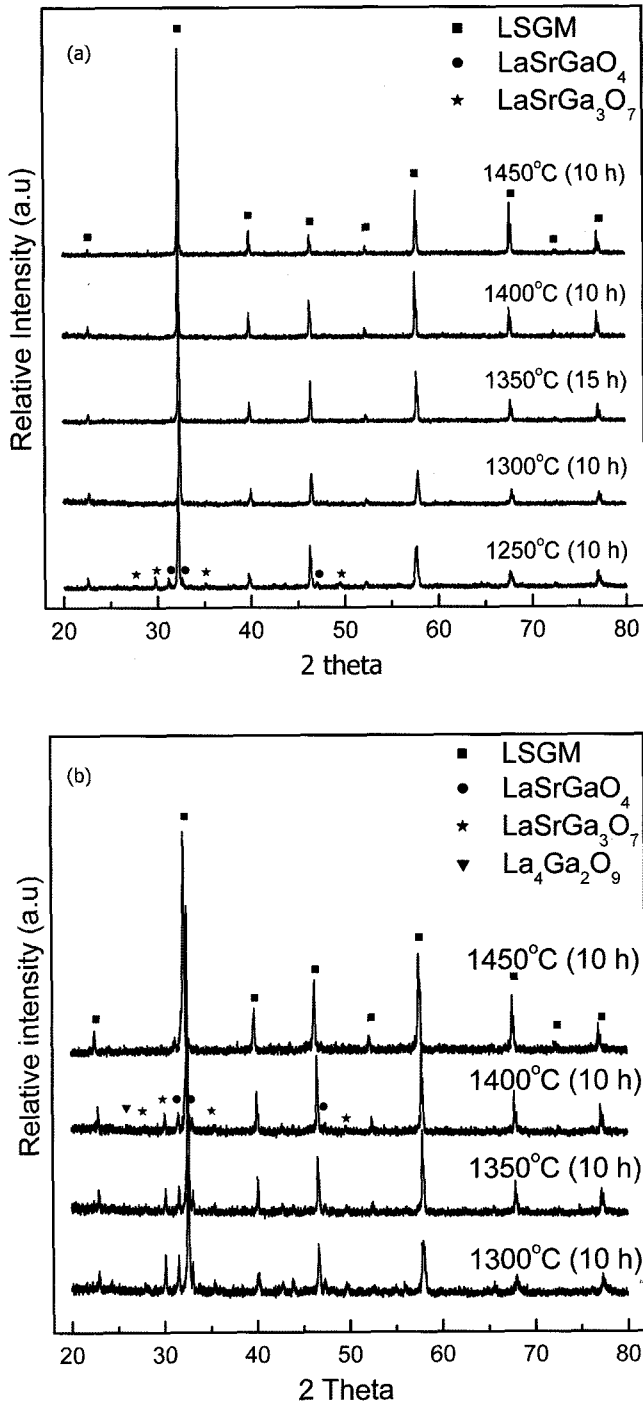 (a)
■ LSGM
● LaSrGaO₄
★ LaSrGa₃O₇
1450°C (10 h)
1400°C (10 h)
1350°C (15 h)
1300°C (10 h)
1250°C (10 h)
Relative Intensity (a.u)
20 30 40 50 60 70 80
2 theta
(b)
■ LSGM
● LaSrGaO₄
★ LaSrGa₃O₇
▼ La₄Ga₂O₉
1450°C (10 h)
1400°C (10 h)
1350°C (10 h)
1300°C (10 h)
Relative intensity (a.u)
20 30 40 50 60 70 80
2 Theta